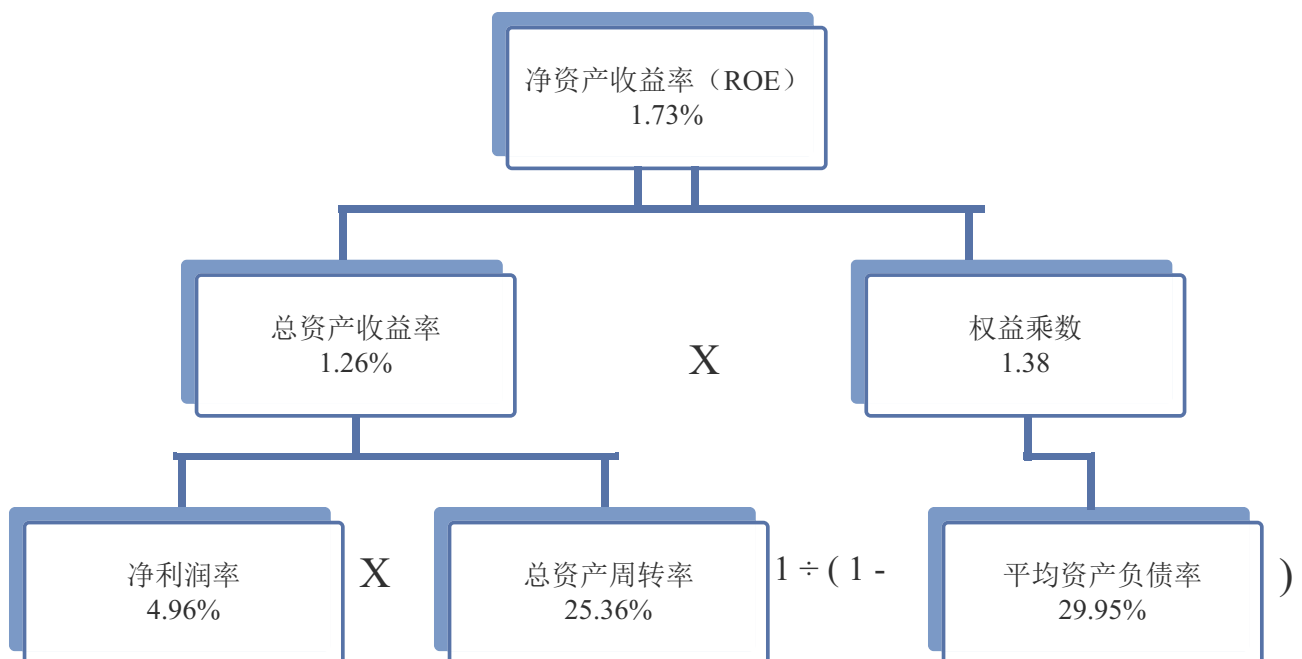 净资产收益率（ROE）
1.73%
总资产收益率
1.26%
X
权益乘数
1.38
净利润率
4.96%
X
总资产周转率
25.36%
1 ÷ ( 1 -
平均资产负债率
29.95%
)